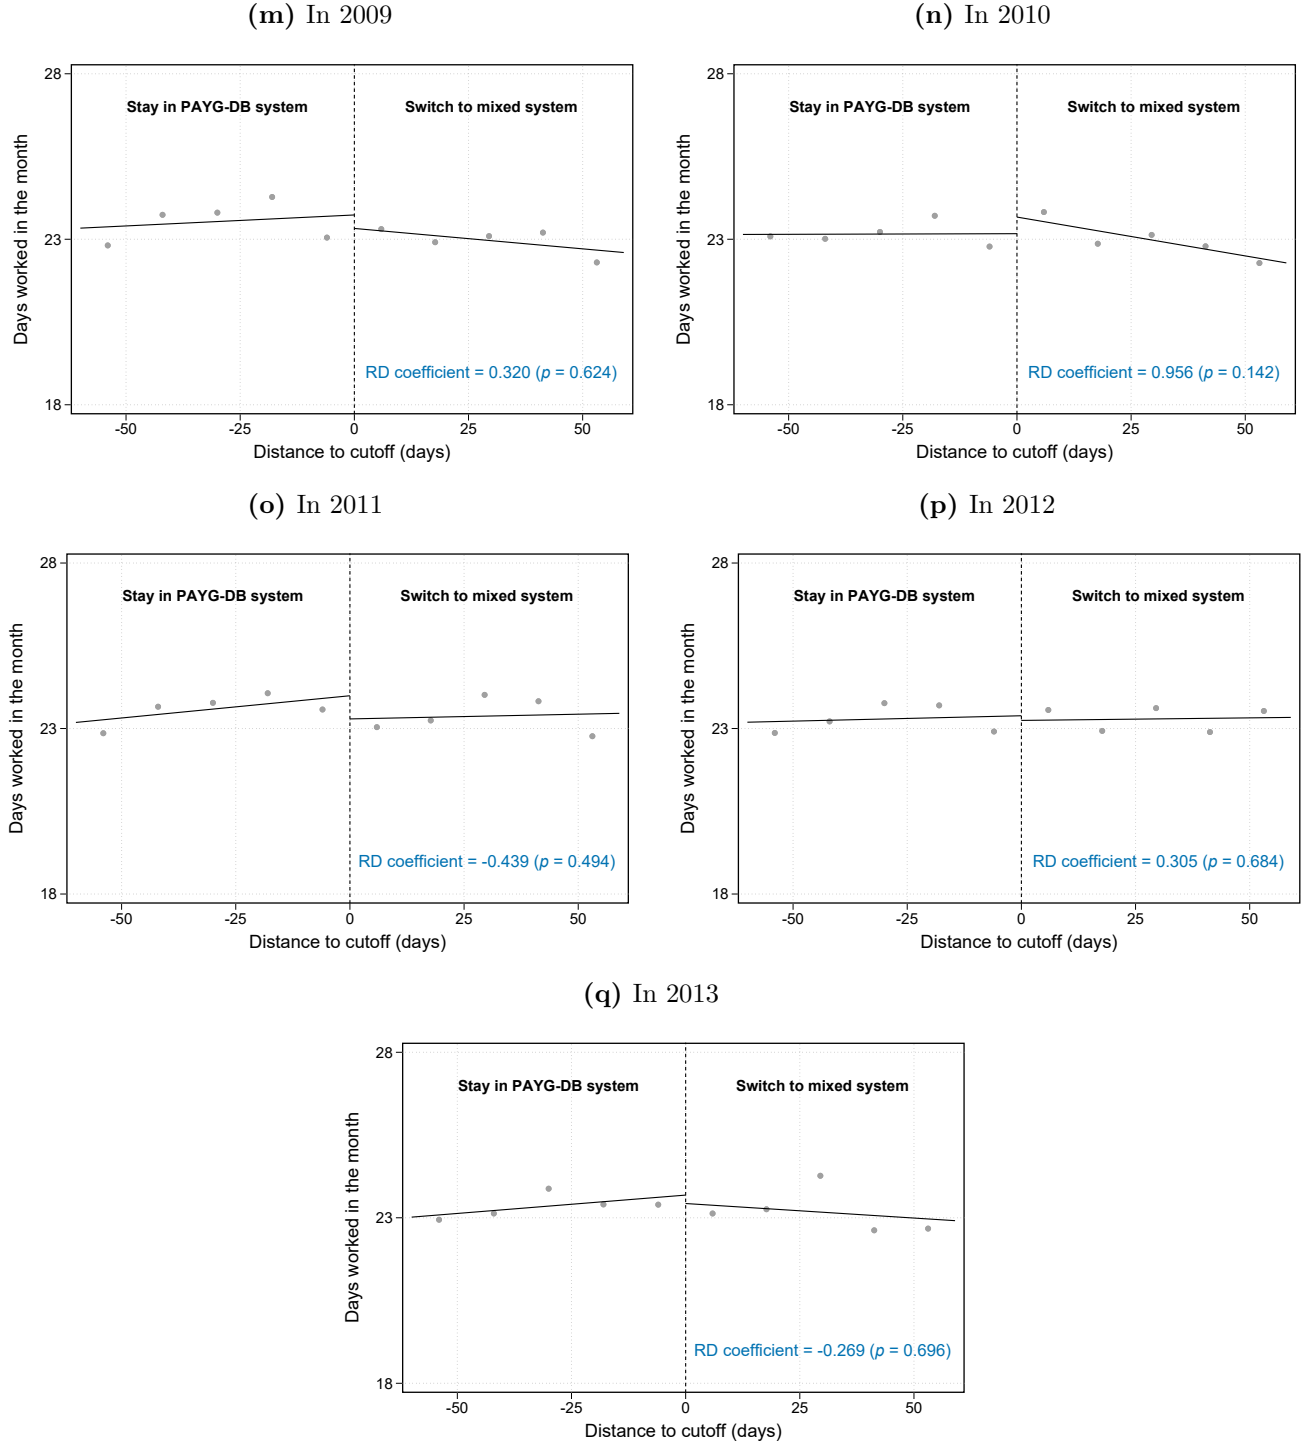 (m) In 2009
28
Stay in PAYG-DB system
Switch to mixed system
23
Days worked in the month
RD coefficient = 0.320 (p = 0.624)
18
-50 -25 0 25 50
Distance to cutoff (days)
(n) In 2010
28
Stay in PAYG-DB system
Switch to mixed system
23
Days worked in the month
RD coefficient = 0.956 (p = 0.142)
18
-50 -25 0 25 50
Distance to cutoff (days)
(o) In 2011
28
Stay in PAYG-DB system
Switch to mixed system
23
Days worked in the month
RD coefficient = -0.439 (p = 0.494)
18
-50 -25 0 25 50
Distance to cutoff (days)
(p) In 2012
28
Stay in PAYG-DB system
Switch to mixed system
23
Days worked in the month
RD coefficient = 0.305 (p = 0.684)
18
-50 -25 0 25 50
Distance to cutoff (days)
(q) In 2013
28
Stay in PAYG-DB system
Switch to mixed system
23
Days worked in the month
RD coefficient = -0.269 (p = 0.696)
18
-50 -25 0 25 50
Distance to cutoff (days)